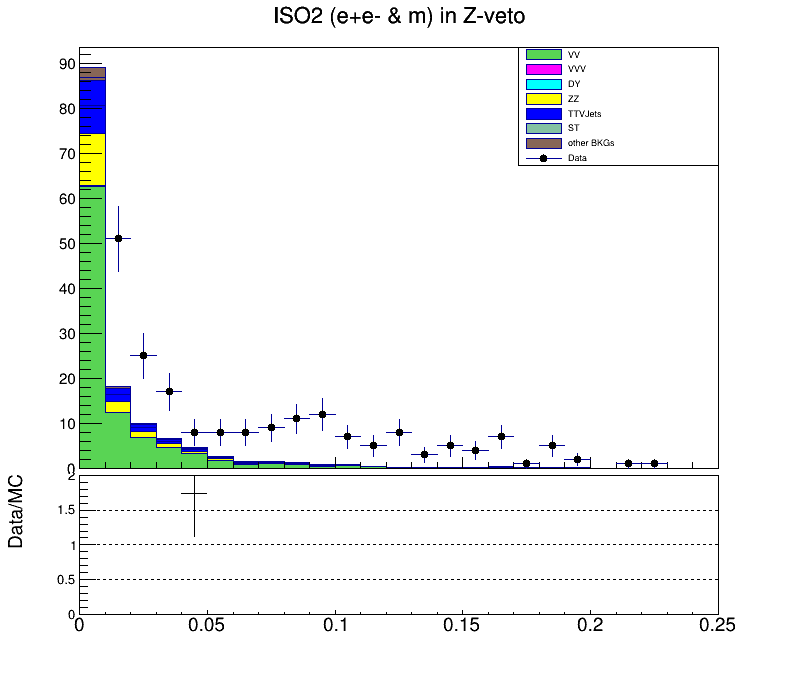 ISO2 (e+e- & m) in Z-veto
VV
VVV
DY
ZZ
TTVJets
ST
other BKGs
Data
90
80
70
60
50
40
30
20
10
0
Data/MC
2
1.5
1
0.5
0
0 0.05 0.1 0.15 0.2 0.25